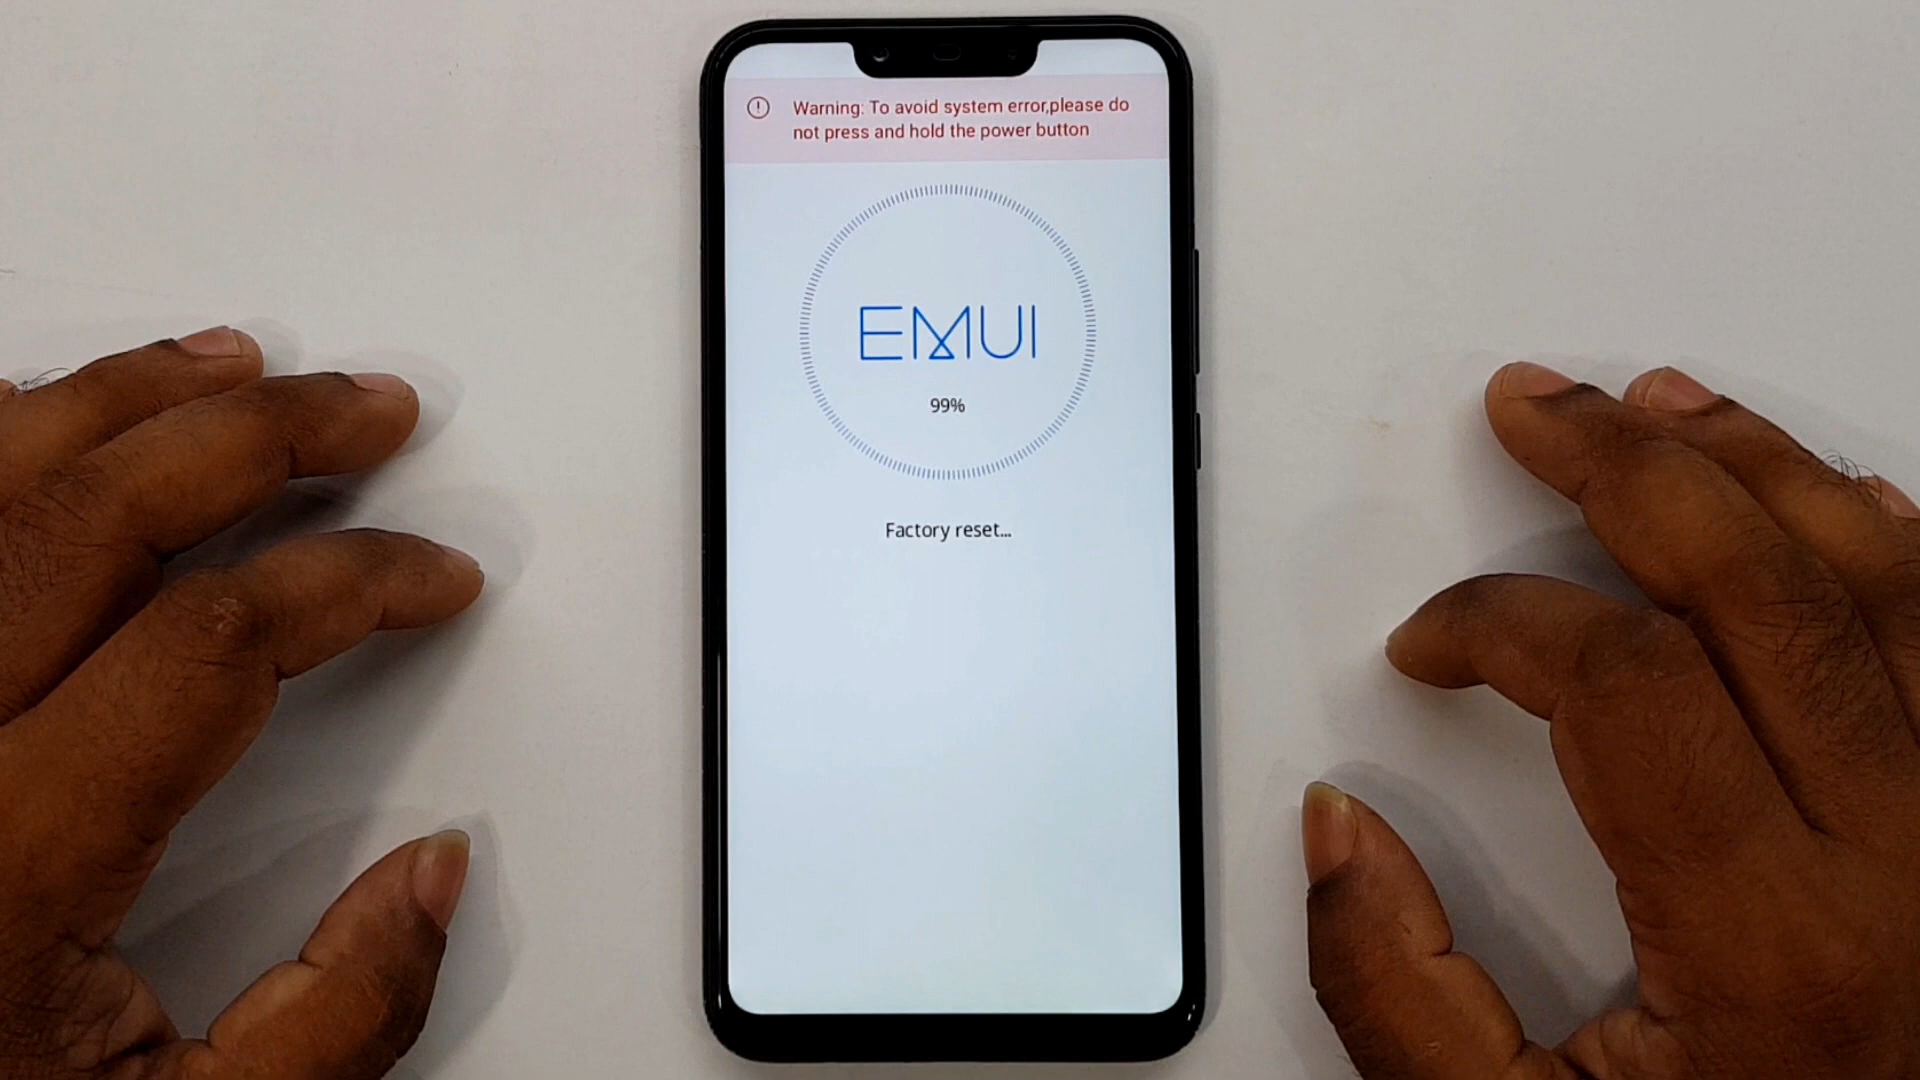 Warning: To avoid system error,please do
not press and hold the power button
EMUI
99%
Factory reset...